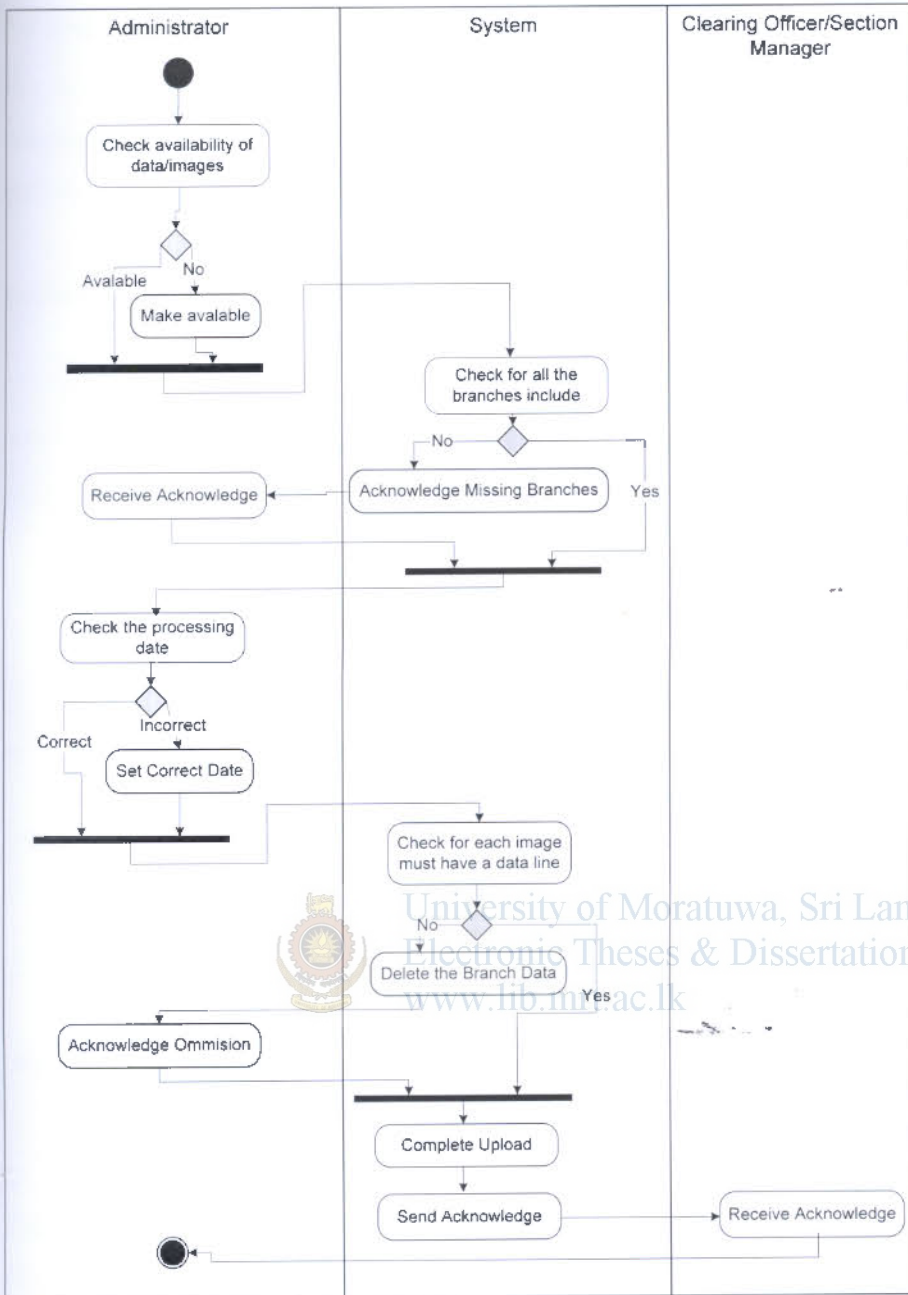 Administrator
System
Clearing Officer/Section
Manager
Check availability of
data/images
Avalable
No
Make avalable
Check for all the
branches include
No
Yes
Acknowledge Missing Branches
Receive Acknowledge
Check the processing
date
Correct
Incorrect
Set Correct Date
Check for each image
must have a data line
No
Yes
Delete the Branch Data
University of Moratuwa, Sri Lan
Electronic Theses & Dissertation
www.lib.mrt.ac.lk
Acknowledge Ommision
Complete Upload
Send Acknowledge
Receive Acknowledge